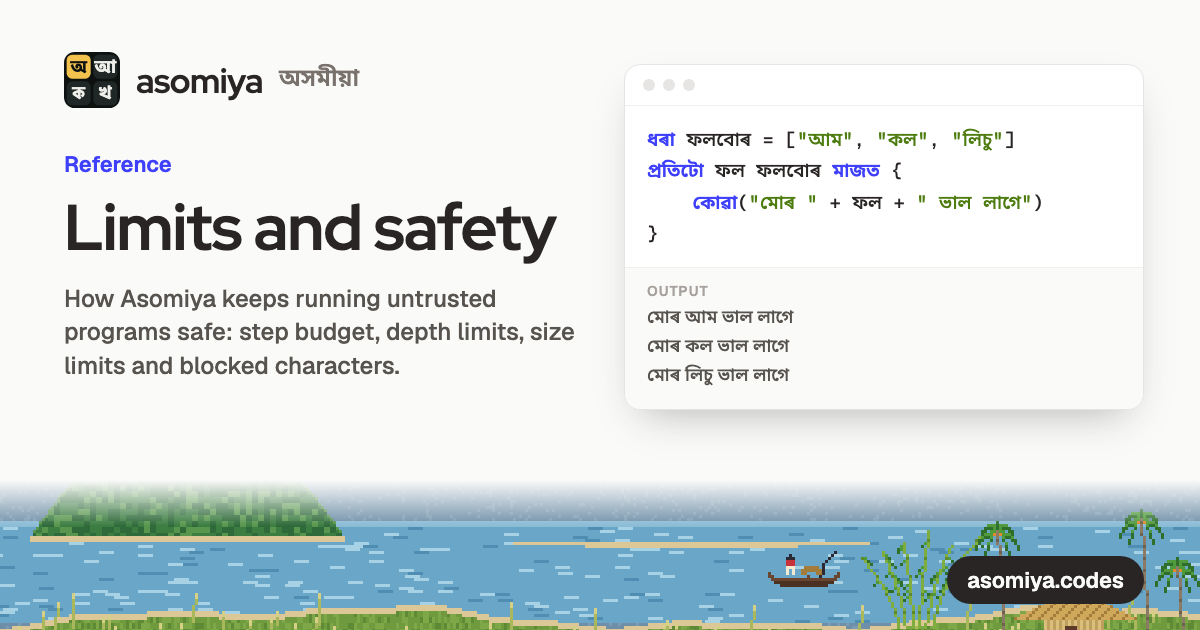 অ আ
ক খ
asomiya অসমীয়া
Reference
Limits and safety
How Asomiya keeps running untrusted
programs safe: step budget, depth limits, size
limits and blocked characters.
ধৰা ফলবোৰ = ["আম", "কল", "লিচু"]
প্ৰতিটো ফল ফলবোৰ মাজত {
    কোৱা("মোৰ " + ফল + " ভাল লাগে")
}
OUTPUT
মোৰ আম ভাল লাগে
মোৰ কল ভাল লাগে
মোৰ লিচু ভাল লাগে
asomiya.codes